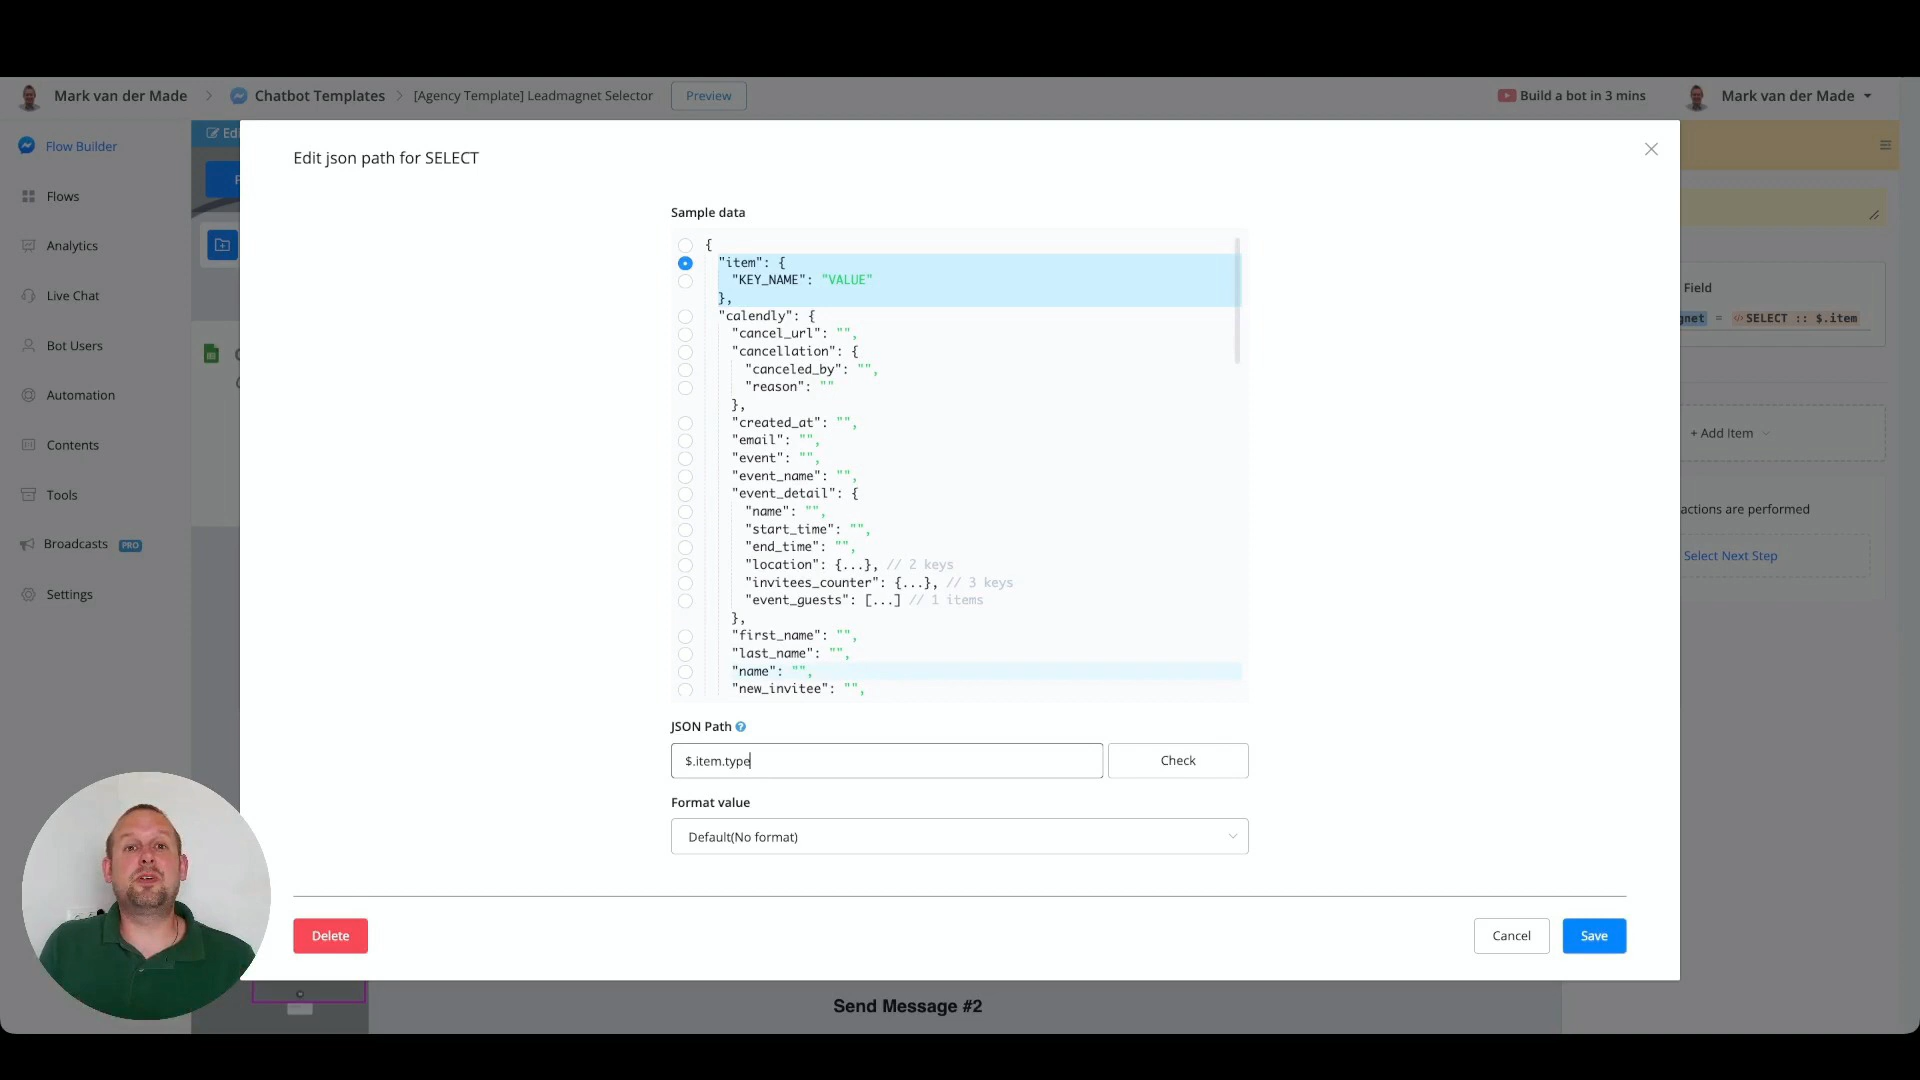 Mark van der Made > Chatbot Templates > [Agency Template] Leadmagnet Selector Preview Build a bot in 3 mins Mark van der Made
Flow Builder
Flows
Analytics
Live Chat
Bot Users
Automation
Contents
Tools
Broadcasts PRO
Settings
Edit json path for SELECT
Sample data
{
"item": {
"KEY_NAME": "VALUE"
},
"calendly": {
"cancel_url": "",
"cancellation": {
"canceled_by": "",
"reason": ""
},
"created_at": "",
"email": "",
"event": "",
"event_name": "",
"event_detail": {
"name": "",
"start_time": "",
"end_time": "",
"location": {...}, // 2 keys
"invitees_counter": {...}, // 3 keys
"event_guests": [...] // 1 items
},
"first_name": "",
"last_name": "",
"name": "",
"new_invitee": "",
JSON Path
$.item.type
Check
Format value
Default(No format)
Delete
Cancel
Save
Field
gnet = SELECT :: $.item
+ Add Item
actions are performed
Select Next Step
Send Message #2